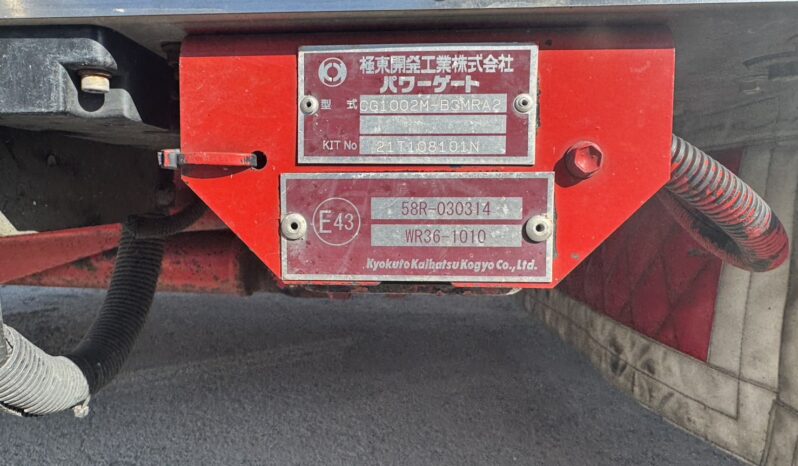 極東開発工業株式会社
パワーゲート
型式 CG1002M-B3MRA2
KIT No 21T108101N
E43 58R-030314
WR36-1010
Kyokuto Kaihatsu Kogyo Co., Ltd.